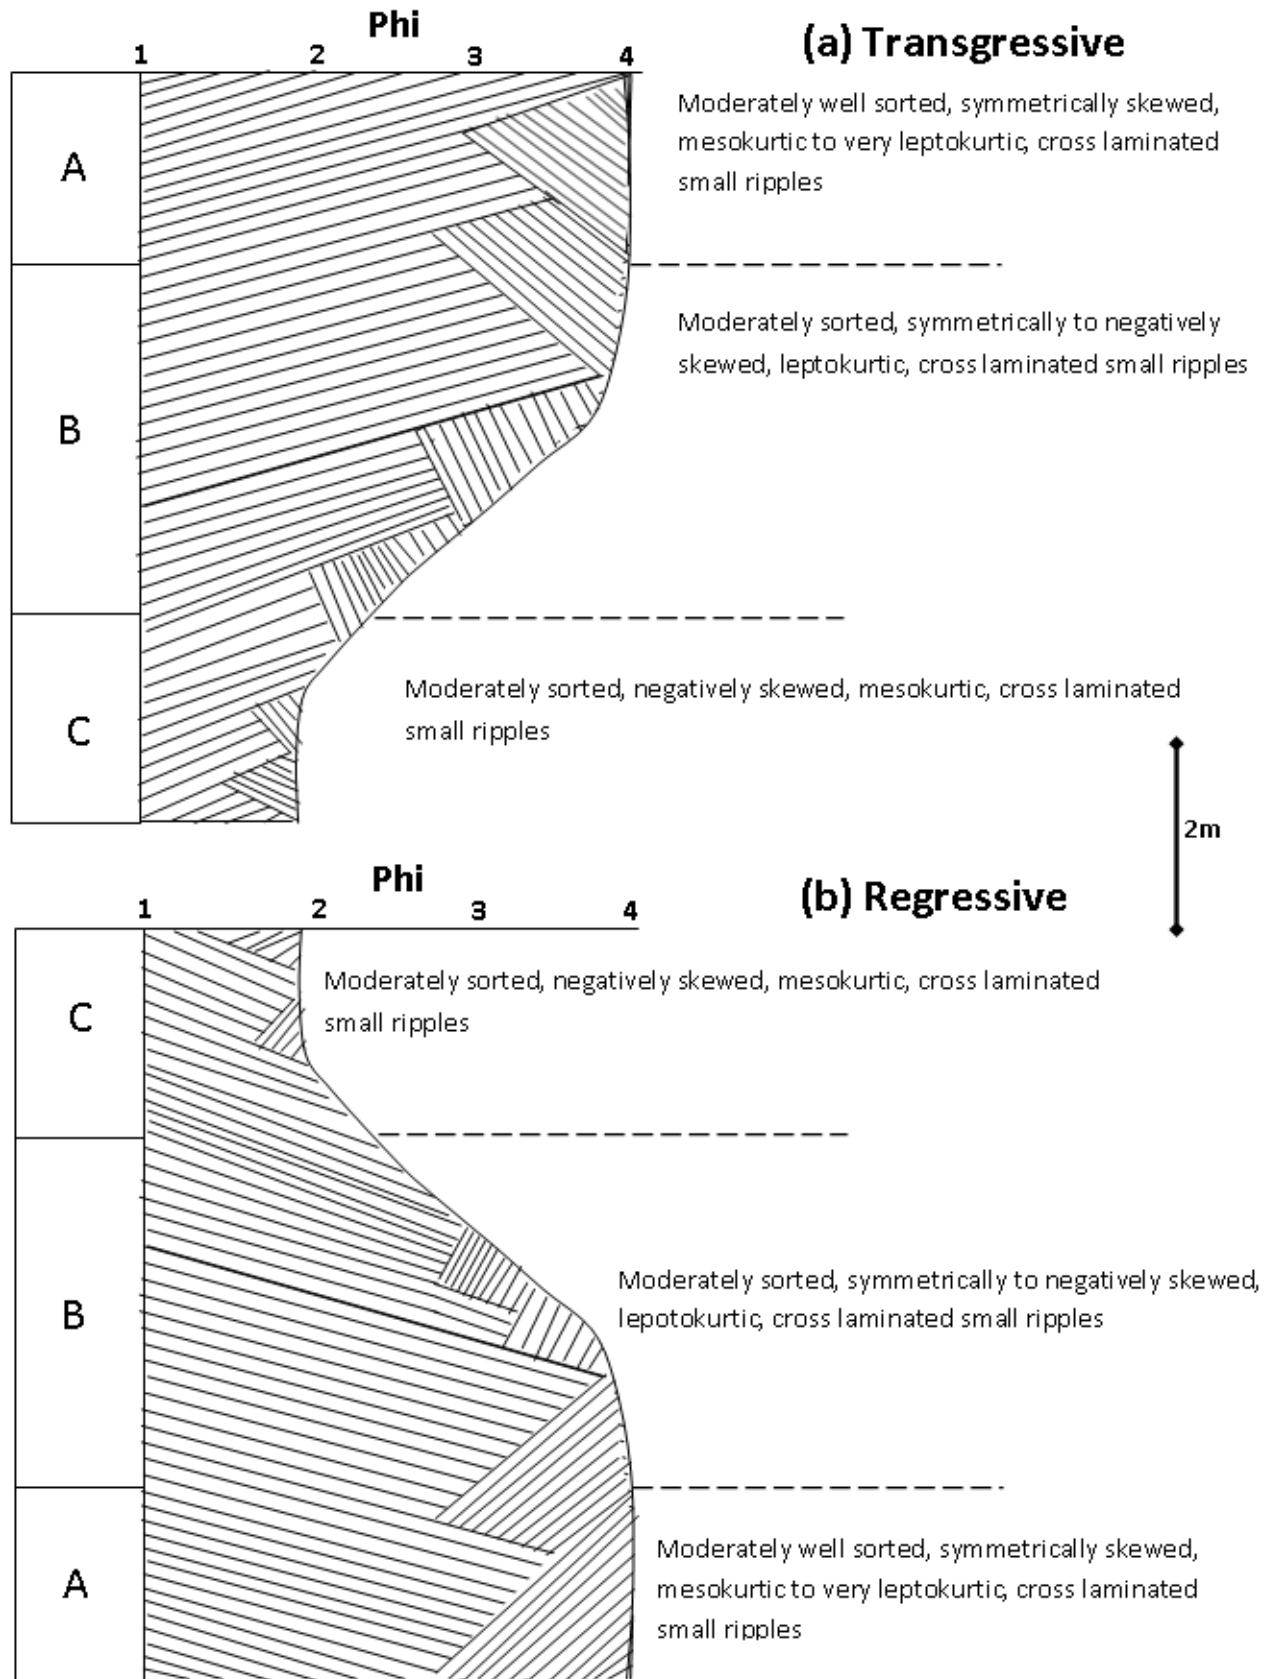 Phi
(a) Transgressive
1 2 3 4
A
Moderately well sorted, symmetrically skewed,
mesokurtic to very leptokurtic, cross laminated
small ripples
B
Moderately sorted, symmetrically to negatively
skewed, leptokurtic, cross laminated small ripples
C
Moderately sorted, negatively skewed, mesokurtic, cross laminated
small ripples
2m
Phi
(b) Regressive
1 2 3 4
C
Moderately sorted, negatively skewed, mesokurtic, cross laminated
small ripples
B
Moderately sorted, symmetrically to negatively skewed,
lepotokurtic, cross laminated small ripples
A
Moderately well sorted, symmetrically skewed,
mesokurtic to very leptokurtic, cross laminated
small ripples